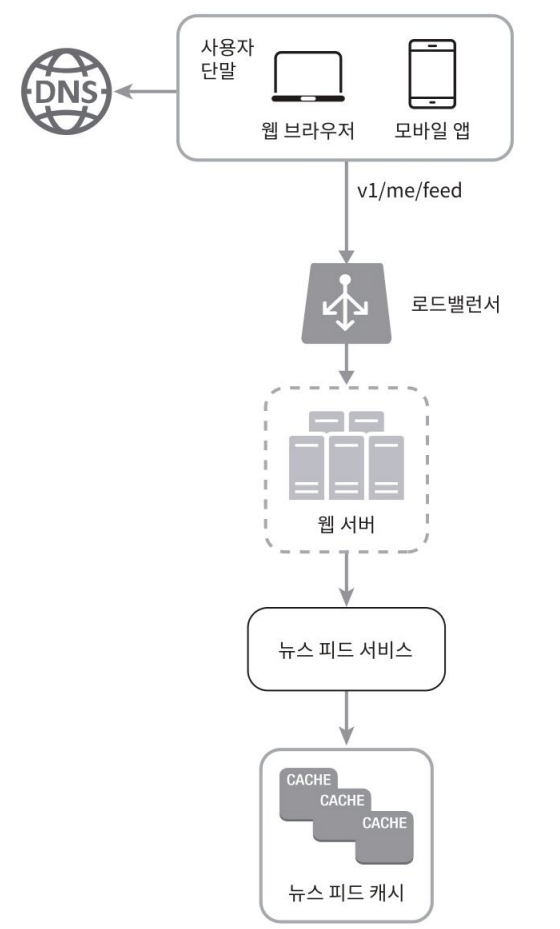 사용자
단말
DNS
웹 브라우저
모바일 앱
v1/me/feed
로드밸런서
웹 서버
뉴스 피드 서비스
CACHE
CACHE
CACHE
뉴스 피드 캐시